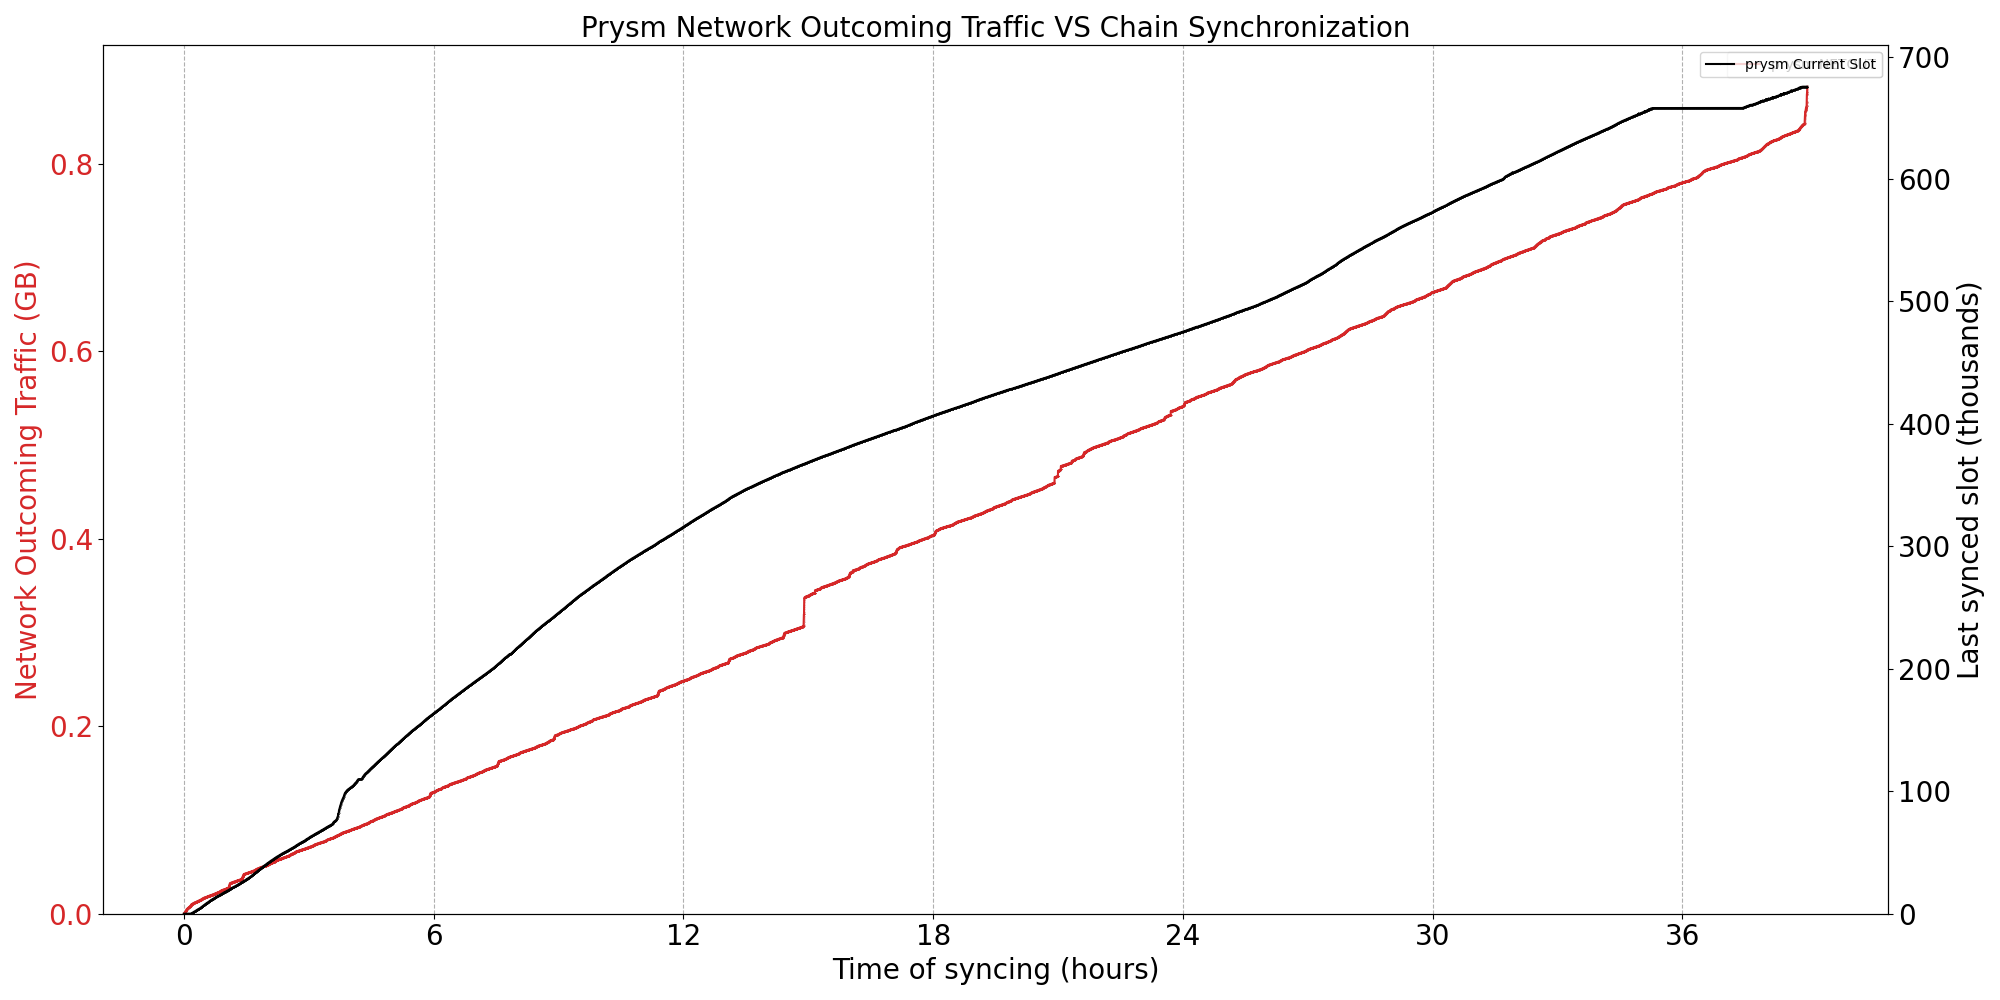 Prysm Network Outcoming Traffic VS Chain Synchronization
prysm Current Slot
Network Outcoming Traffic (GB)
0.8
0.6
0.4
0.2
0.0
700
600
500
400
300
200
100
0
Last synced slot (thousands)
0 6 12 18 24 30 36
Time of syncing (hours)